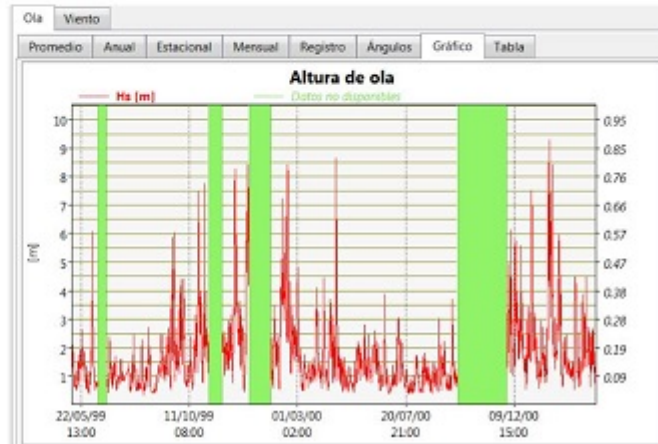 Ola Viento
Promedio Anual Estacional Mensual Registro Ángulos Gráfico Tabla
Altura de ola
Hs [m] Datos no disponibles
10 0.95
9 0.85
8 0.76
7 0.66
6 0.57
[m]
5 0.47
4 0.38
3 0.28
2 0.19
1 0.09
22/05/99 11/10/99 01/03/00 20/07/00 09/12/00
13:00 08:00 02:00 21:00 15:00